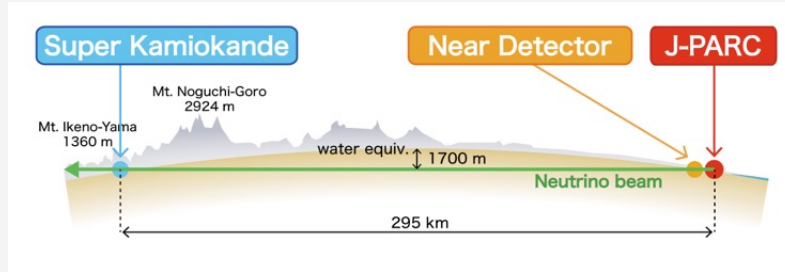 Super Kamiokande
Near Detector
J-PARC
Mt. Noguchi-Goro
2924 m
Mt. Ikeno-Yama
1360 m
water equiv.
1700 m
Neutrino beam
295 km